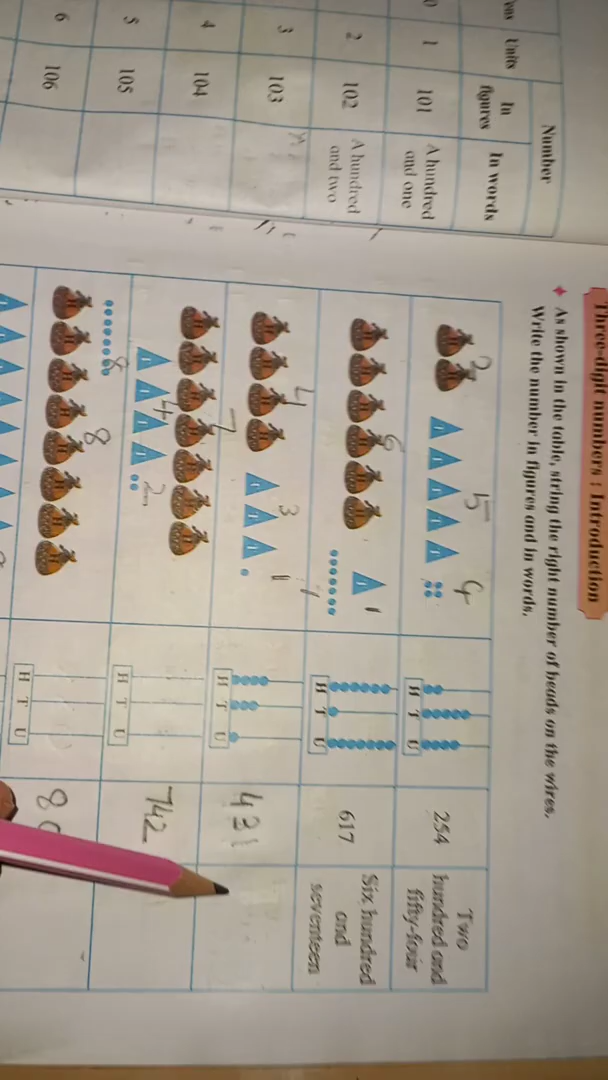 Number
Units
In figures
In words
1
101
A hundred
and one
2
102
A hundred
and two
3
103
4
104
5
105
6
106
Three-digit numbers : Introduction
As shown in the table, string the right number of beads on the wires.
Write the number in figures and in words.
2 5 4
H T U
254
Two
hundred and
fifty-four
6 1
H T U
617
Six hundred
and
seventeen
4 3 1
H T U
431
7 4 2
H T U
742
8 8
H T U